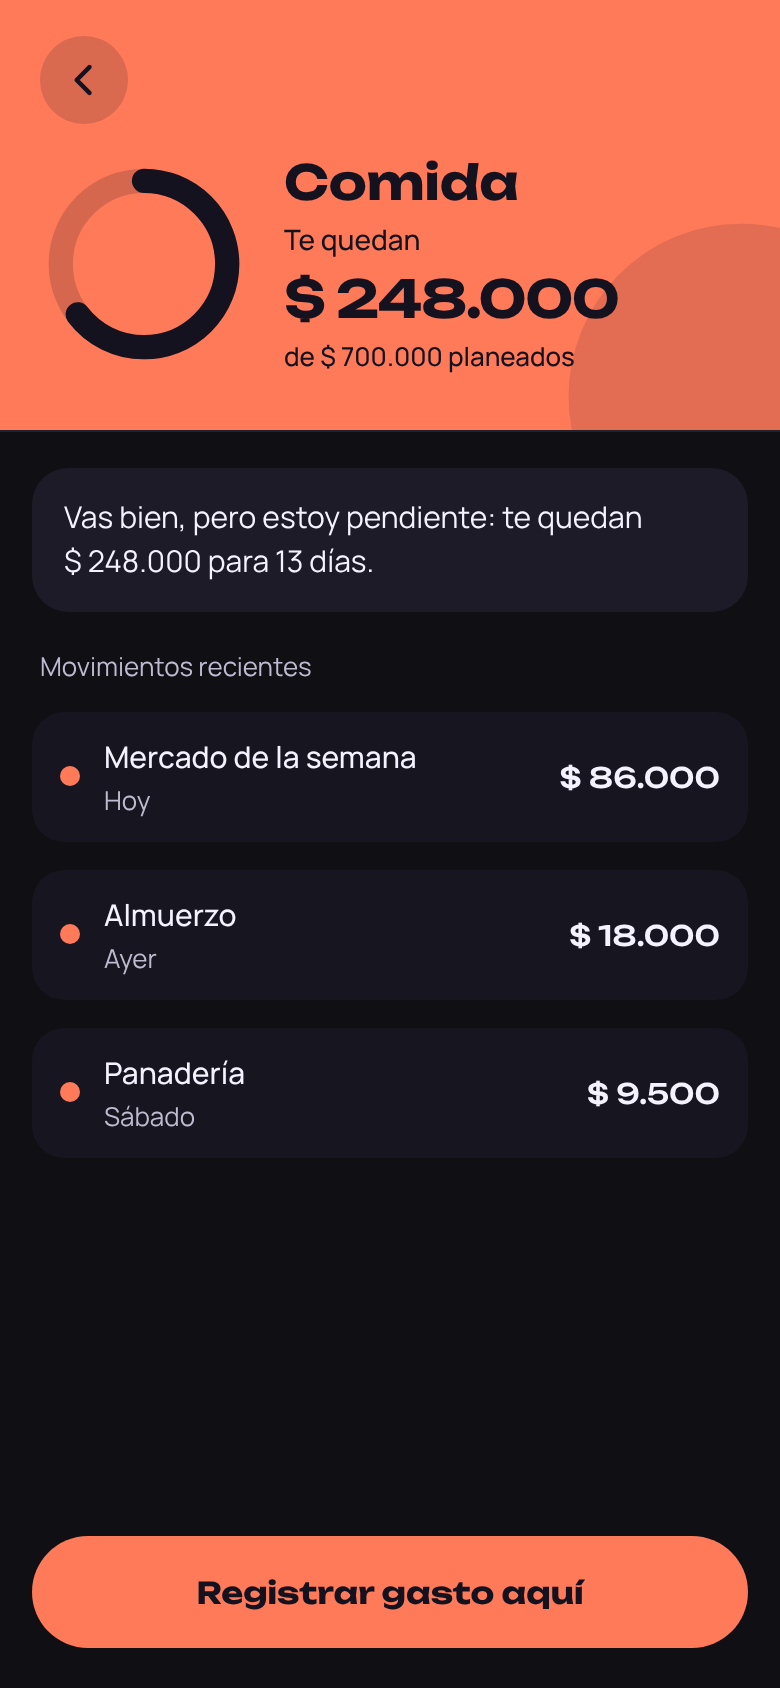 Comida
Te quedan
$ 248.000
de $ 700.000 planeados
Vas bien, pero estoy pendiente: te quedan
$ 248.000 para 13 días.
Movimientos recientes
Mercado de la semana
$ 86.000
Hoy
Almuerzo
$ 18.000
Ayer
Panadería
$ 9.500
Sábado
Registrar gasto aquí